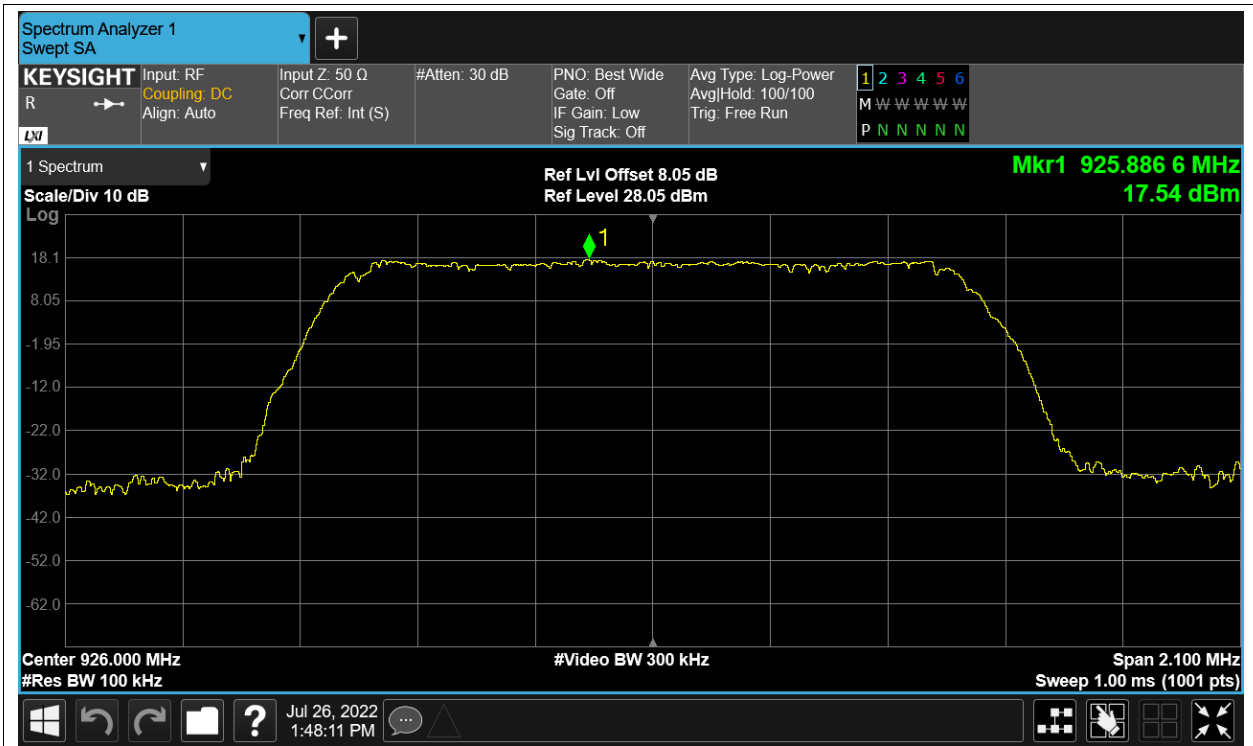 Spectrum Analyzer 1
Swept SA
+
KEYSIGHT Input: RF Input Z: 50 Ω #Atten: 30 dB PNO: Best Wide Avg Type: Log-Power 1 2 3 4 5 6
R Coupling: DC Corr CCorr Gate: Off Avg|Hold: 100/100 M W W W W W W
Align: Auto Freq Ref: Int (S) IF Gain: Low Trig: Free Run
LXI Sig Track: Off P N N N N N N
1 Spectrum Ref Lvl Offset 8.05 dB Mkr1 925.886 6 MHz
Scale/Div 10 dB Ref Level 28.05 dBm 17.54 dBm
Log
1
18.1
8.05
-1.95
-12.0
-22.0
-32.0
-42.0
-52.0
-62.0
Center 926.000 MHz #Video BW 300 kHz Span 2.100 MHz
#Res BW 100 kHz Sweep 1.00 ms (1001 pts)
? Jul 26, 2022
1:48:11 PM